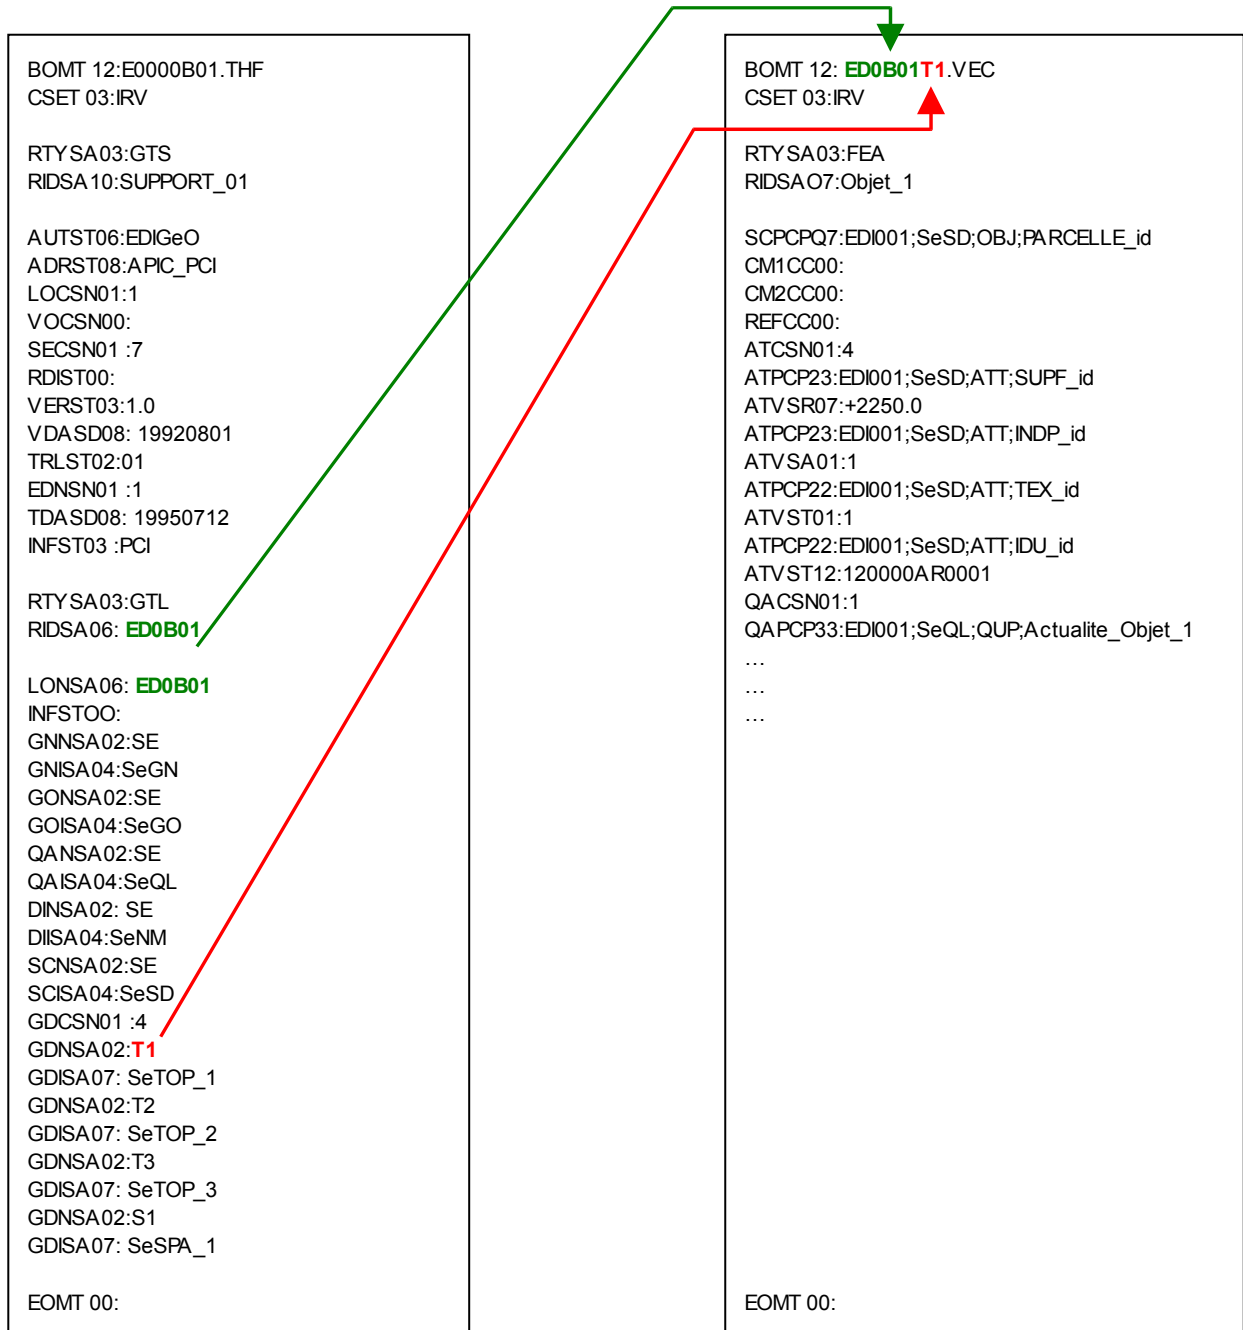 BOMT 12:E0000B01.THF
CSET 03:IRV
RTYSA03:GTS
RIDSA10:SUPPORT_01
AUTST06:EDIGeO
ADRST08:APIC_PCI
LOCSN01:1
VOCSN00:
SECSN01 :7
RDIST00:
VERST03:1.0
VDASD08: 19920801
TRLST02:01
EDNSN01 :1
TDASD08: 19950712
INFST03 :PCI
RTYSA03:GTL
RIDSA06: ED0B01
LONSA06: ED0B01
INFSTOO:
GNNSA02:SE
GNISA04:SeGN
GONSA02:SE
GOISA04:SeGO
QANSA02:SE
QAISA04:SeQL
DINSA02: SE
DIISA04:SeNM
SCNSA02:SE
SCISA04:SeSD
GDCSN01 :4
GDNSA02:T1
GDISA07: SeTOP_1
GDNSA02:T2
GDISA07: SeTOP_2
GDNSA02:T3
GDISA07: SeTOP_3
GDNSA02:S1
GDISA07: SeSPA_1
EOMT 00:
BOMT 12: ED0B01T1.VEC
CSET 03:IRV
RTYSA03:FEA
RIDSAO7:Objet_1
SCPCPQ7:EDI001;SeSD;OBJ;PARCELLE_id
CM1CC00:
CM2CC00:
REFCC00:
ATCSN01:4
ATPCP23:EDI001;SeSD;ATT;SUPF_id
ATVSR07:+2250.0
ATPCP23:EDI001;SeSD;ATT;INDP_id
ATVSA01:1
ATPCP22:EDI001;SeSD;ATT;TEX_id
ATVST01:1
ATPCP22:EDI001;SeSD;ATT;IDU_id
ATVST12:120000AR0001
QACSN01:1
QAPCP33:EDI001;SeQL;QUP;Actualite_Objet_1
…
…
…
EOMT 00: